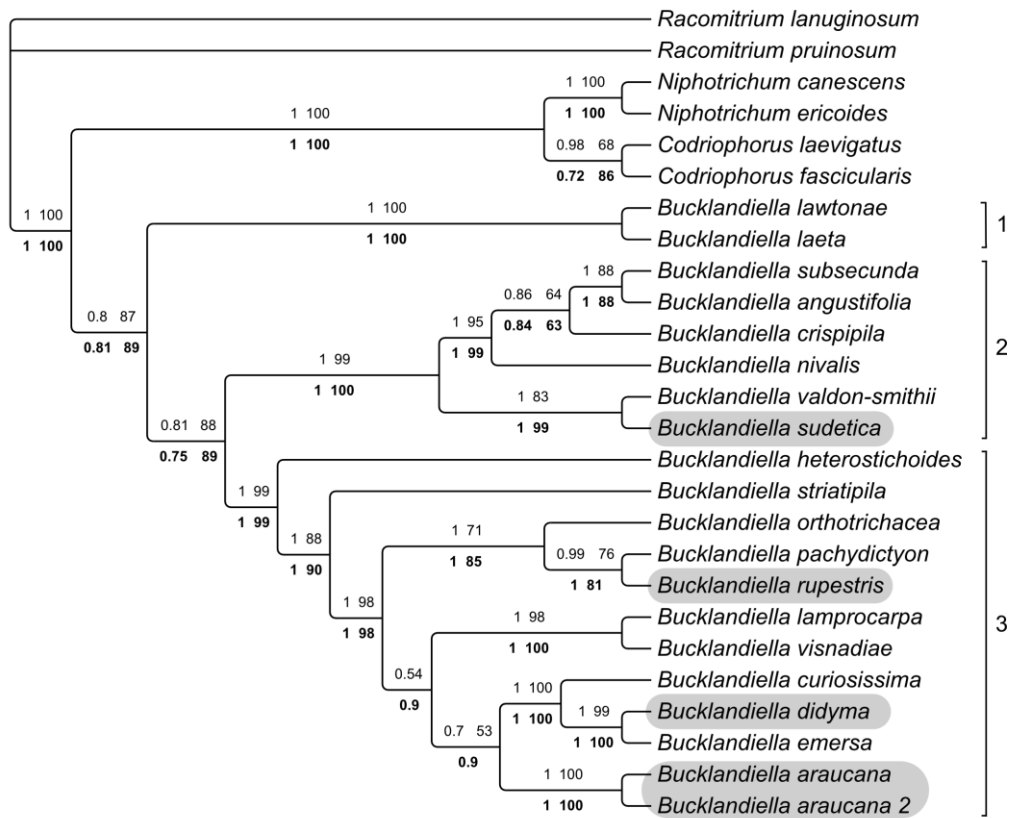 Racomitrium lanuginosum
Racomitrium pruinosum
1 100
Niphotrichum canescens
1 100
Niphotrichum ericoides
1 100
1 100
0.98 68
Codriophorus laevigatus
0.72 86
Codriophorus fascicularis
1 100
1 100
1 100
Bucklandiella lawtonae
1
1 100
Bucklandiella laeta
1 88
Bucklandiella subsecunda
0.86 64
1 88
Bucklandiella angustifolia
0.8 87
1 95
0.84 63
Bucklandiella crispipila
2
0.81 89
1 99
1 99
Bucklandiella nivalis
1 100
1 83
Bucklandiella valdon-smithii
0.81 88
1 99
Bucklandiella sudetica
0.75 89
Bucklandiella heterostichoides
1 99
Bucklandiella striatipila
1 99
1 71
Bucklandiella orthotrachacea
1 88
0.99 76
Bucklandiella pachydictyon
1 85
1 90
1 81
Bucklandiella rupestris
1 98
1 98
Bucklandiella lamprocarpa
3
1 98
1 100
Bucklandiella visnadiae
0.54
1 100
Bucklandiella curiosissima
0.9
1 99
Bucklandiella didyma
1 100
0.7 53
1 100
Bucklandiella emersa
0.9
1 100
Bucklandiella araucana
1 100
Bucklandiella araucana 2